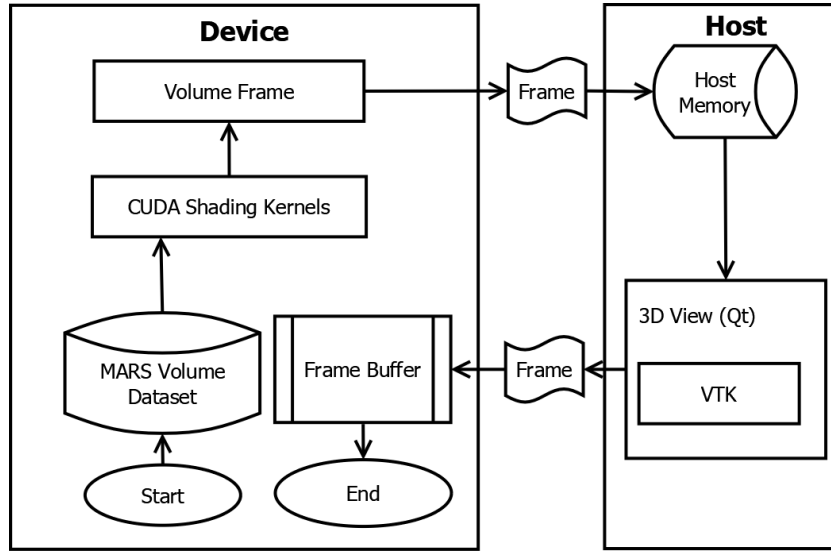 Device
Host
Volume Frame
Frame
Host
Memory
CUDA Shading Kernels
MARS Volume
Dataset
Frame Buffer
Frame
3D View (Qt)
VTK
Start
End